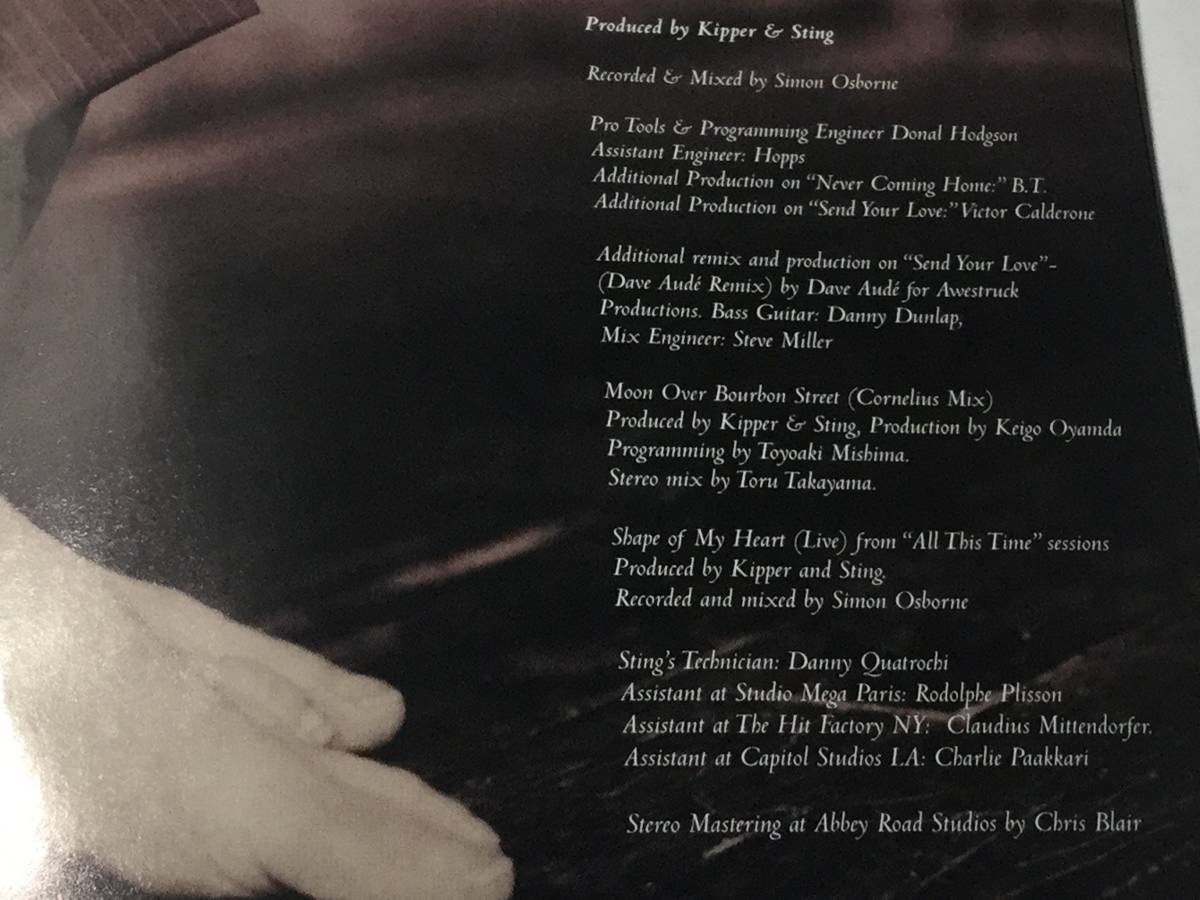 Produced by Kipper & Sting
Recorded & Mixed by Simon Osborne
Pro Tools & Programming Engineer Donal Hodgson
Assistant Engineer: Hopps
Additional Production on “Never Coming Home:” B.T.
Additional Production on “Send Your Love:” Victor Calderone
Additional remix and production on “Send Your Love”-
(Dave Audé Remix) by Dave Audé for Awestruck
Productions. Bass Guitar: Danny Dunlap,
Mix Engineer: Steve Miller
Moon Over Bourbon Street (Cornelius Mix)
Produced by Kipper & Sting, Production by Keigo Oyamda
Programming by Toyoaki Mishima.
Stereo mix by Toru Takayama.
Shape of My Heart (Live) from “All This Time” sessions
Produced by Kipper and Sting.
Recorded and mixed by Simon Osborne
Sting’s Technician: Danny Quatrochi
Assistant at Studio Mega Paris: Rodolphe Plisson
Assistant at The Hit Factory NY: Claudius Mittendorfer.
Assistant at Capitol Studios LA: Charlie Paakkari
Stereo Mastering at Abbey Road Studios by Chris Blair